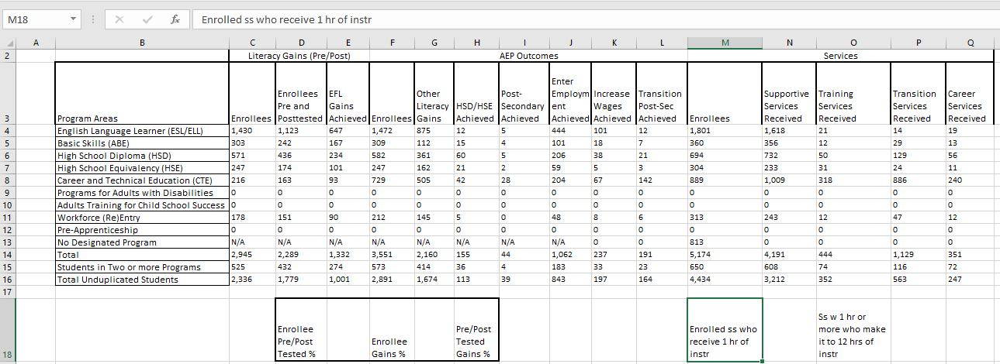 M18 fx Enrolled ss who receive 1 hr of instr
A B C D E F G H I J K L M N O P Q
2 Literacy Gains (Pre/Post) AEP Outcomes Services
3 Program Areas Enrollees Enrollees Pre and Posttested EFL Gains Achieved Enrollees Other Literacy Gains HSD/HSE Achieved Post-Secondary Achieved Enter Employment Achieved Increase Wages Achieved Transition Post-Sec Achieved Enrollees Supportive Services Received Training Services Received Transition Services Received Career Services Received
4 English Language Learner (ESL/ELL) 1,430 1,123 647 1,472 875 12 5 444 101 12 1,801 1,618 21 14 19
5 Basic Skills (ABE) 303 242 167 309 112 15 4 101 18 7 360 356 12 29 13
6 High School Diploma (HSD) 571 436 234 582 361 60 5 206 38 21 694 732 50 129 56
7 High School Equivalency (HSE) 247 174 101 247 162 21 2 59 5 3 304 233 31 24 11
8 Career and Technical Education (CTE) 216 163 93 729 505 42 28 204 67 142 889 1,009 318 886 240
9 Programs for Adults with Disabilities 0 0 0 0 0 0 0 0 0 0 0 0 0 0 0
10 Adults Training for Child School Success 0 0 0 0 0 0 0 0 0 0 0 0 0 0 0
11 Workforce (Re)Entry 178 151 90 212 145 5 0 48 8 6 313 243 12 47 12
12 Pre-Apprenticeship 0 0 0 0 0 0 0 0 0 0 0 0 0 0 0
13 No Designated Program N/A N/A N/A N/A N/A N/A N/A N/A 0 0 813 0 0 0 0
14 Total 2,945 2,289 1,332 3,551 2,160 155 44 1,062 237 191 5,174 4,191 444 1,129 351
15 Students in Two or more Programs 525 432 274 573 414 36 4 183 33 23 650 608 74 116 72
16 Total Unduplicated Students 2,336 1,779 1,001 2,891 1,674 113 39 843 197 164 4,434 3,212 352 563 247
17
18 Enrollee Pre/Post Tested % Enrollee Gains % Pre/Post Tested Gains % Enrolled ss who receive 1 hr of instr Ss w 1 hr or more who make it to 12 hrs of instr